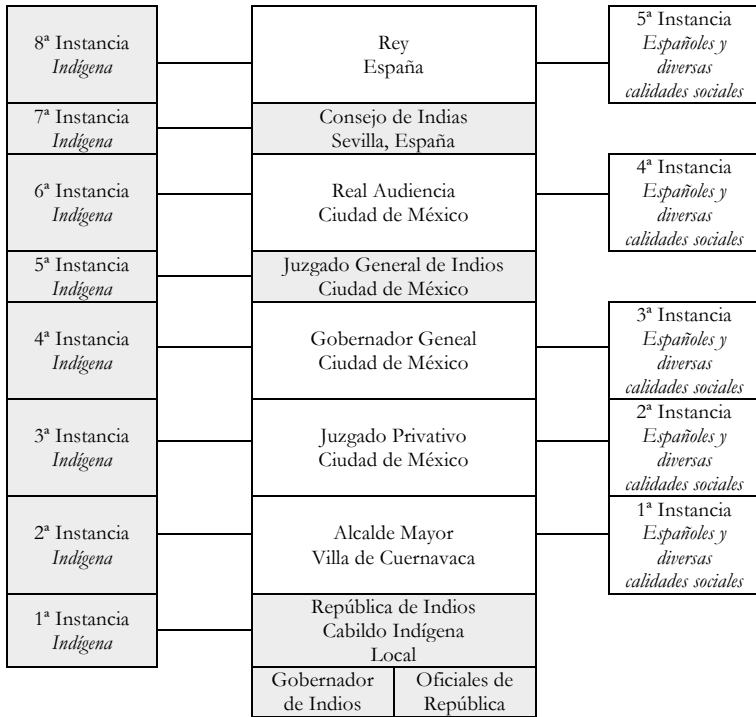 8ª Instancia
Indígena
Rey
España
5ª Instancia
Españoles y
diversas
calidades sociales
7ª Instancia
Indígena
Consejo de Indias
Sevilla, España
6ª Instancia
Indígena
Real Audiencia
Ciudad de México
4ª Instancia
Españoles y
diversas
calidades sociales
5ª Instancia
Indígena
Juzgado General de Indios
Ciudad de México
4ª Instancia
Indígena
Gobernador Geneal
Ciudad de México
3ª Instancia
Españoles y
diversas
calidades sociales
3ª Instancia
Indígena
Juzgado Privativo
Ciudad de México
2ª Instancia
Españoles y
diversas
calidades sociales
2ª Instancia
Indígena
Alcalde Mayor
Villa de Cuernavaca
1ª Instancia
Españoles y
diversas
calidades sociales
1ª Instancia
Indígena
República de Indios
Cabildo Indígena
Local
Gobernador
de Indios
Oficiales de
República